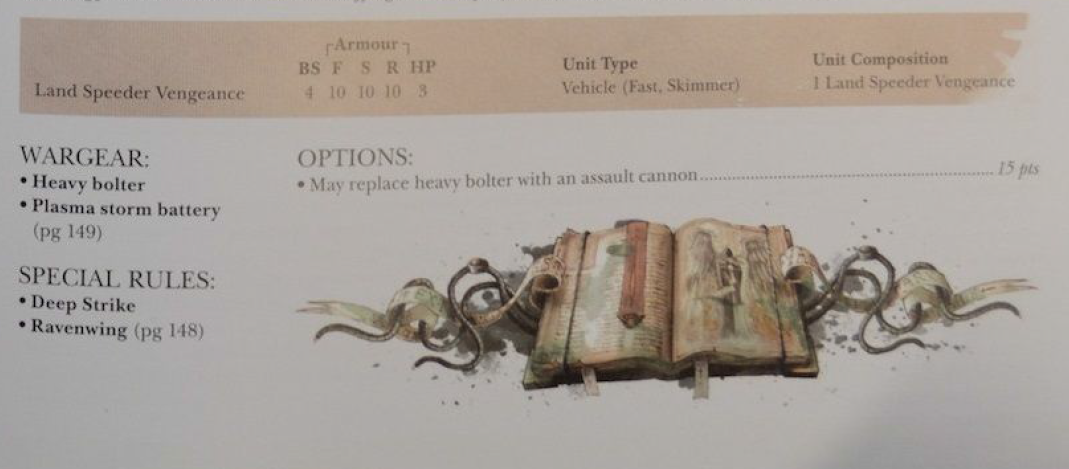 Armour
BS F S R HP
Unit Type
Unit Composition
Land Speeder Vengeance
4 10 10 10 3
Vehicle (Fast, Skimmer)
1 Land Speeder Vengeance
WARGEAR:
• Heavy bolter
• Plasma storm battery
(pg 149)
SPECIAL RULES:
• Deep Strike
• Ravenwing (pg 148)
OPTIONS:
• May replace heavy bolter with an assault cannon.......................................................... 15 pts